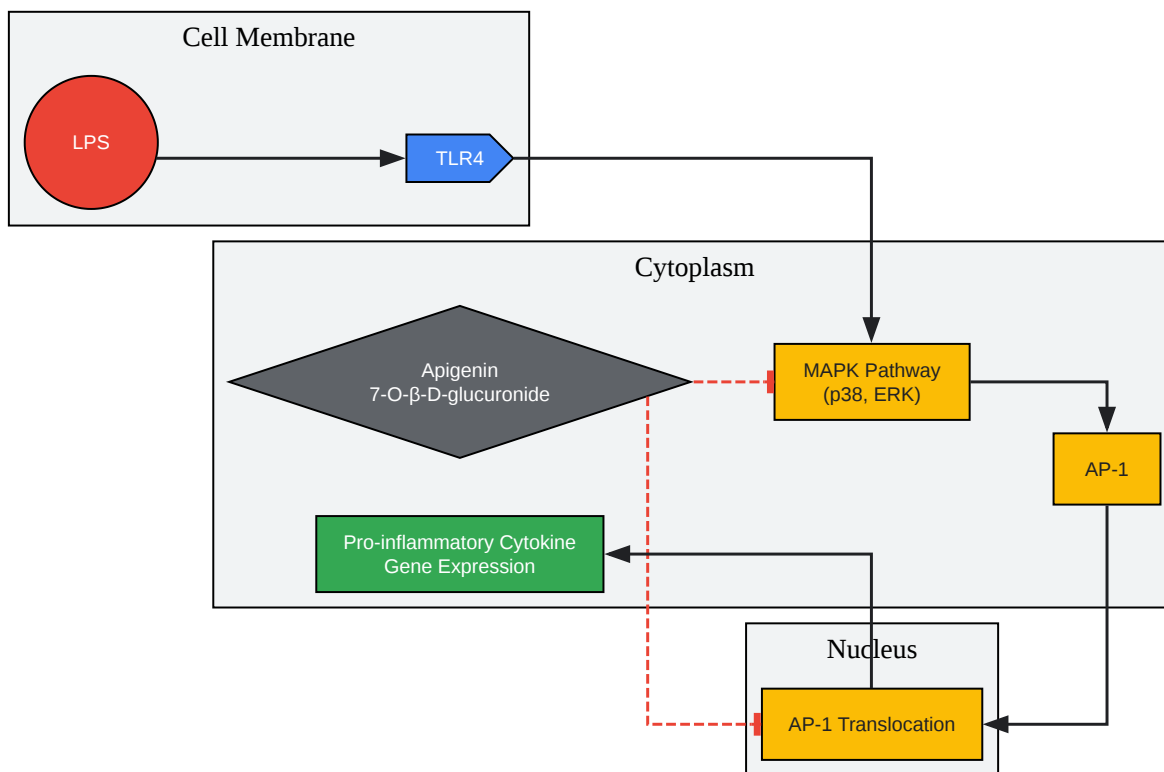 Cell Membrane
LPS
TLR4
Cytoplasm
Apigenin
7-O-β-D-glucuronide
MAPK Pathway
(p38, ERK)
AP-1
Pro-inflammatory Cytokine
Gene Expression
Nucleus
AP-1 Translocation